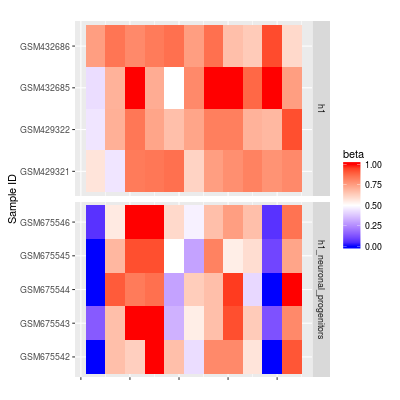 GSM432686
GSM432685
GSM429322
GSM429321
h1
GSM675546
GSM675545
GSM675544
GSM675543
GSM675542
h1_neuronal_progenitors
Sample ID
beta
1.00
0.75
0.50
0.25
0.00